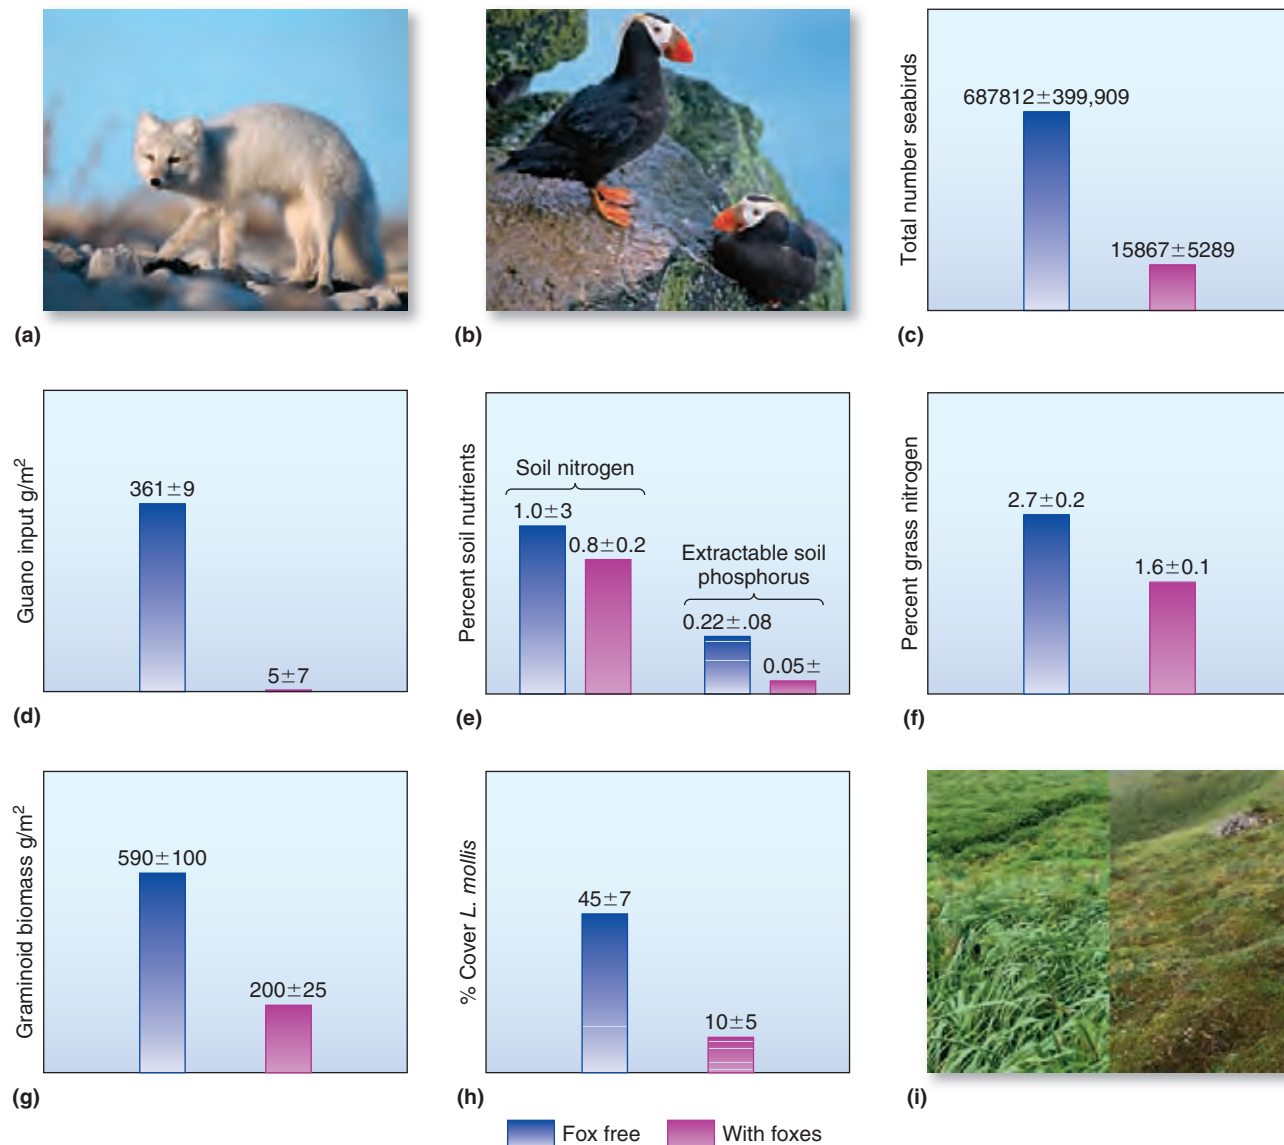 (a)
(b)
Total number seabirds
687812±399,909
15867±5289
(c)
Guano input g/m²
361±9
5±7
(d)
Percent soil nutrients
Soil nitrogen
1.0±3
0.8±0.2
Extractable soil
phosphorus
0.22±.08
0.05±
(e)
Percent grass nitrogen
2.7±0.2
1.6±0.1
(f)
Graminoid biomass g/m²
590±100
200±25
(g)
% Cover L. mollis
45±7
10±5
(h)
(i)
Fox free
With foxes